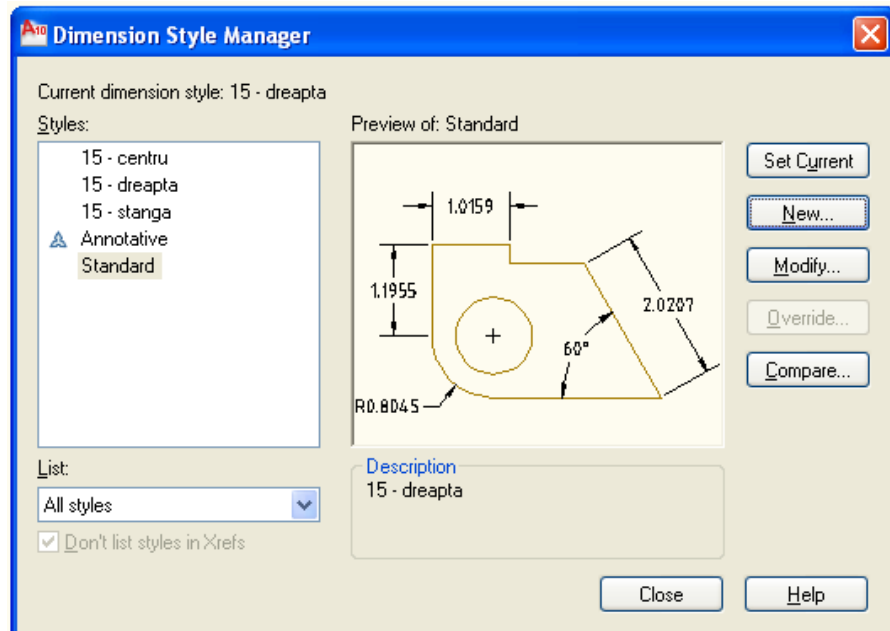 A10 Dimension Style Manager
Current dimension style: 15 - dreapta
Styles:
15 - centru
15 - dreapta
15 - stanga
Annotative
Standard
List:
All styles
Don't list styles in Xrefs
Preview of: Standard
1.0159
1.1955
2.0207
60°
R0.8045
Description
15 - dreapta
Set Current
New...
Modify...
Override...
Compare...
Close
Help